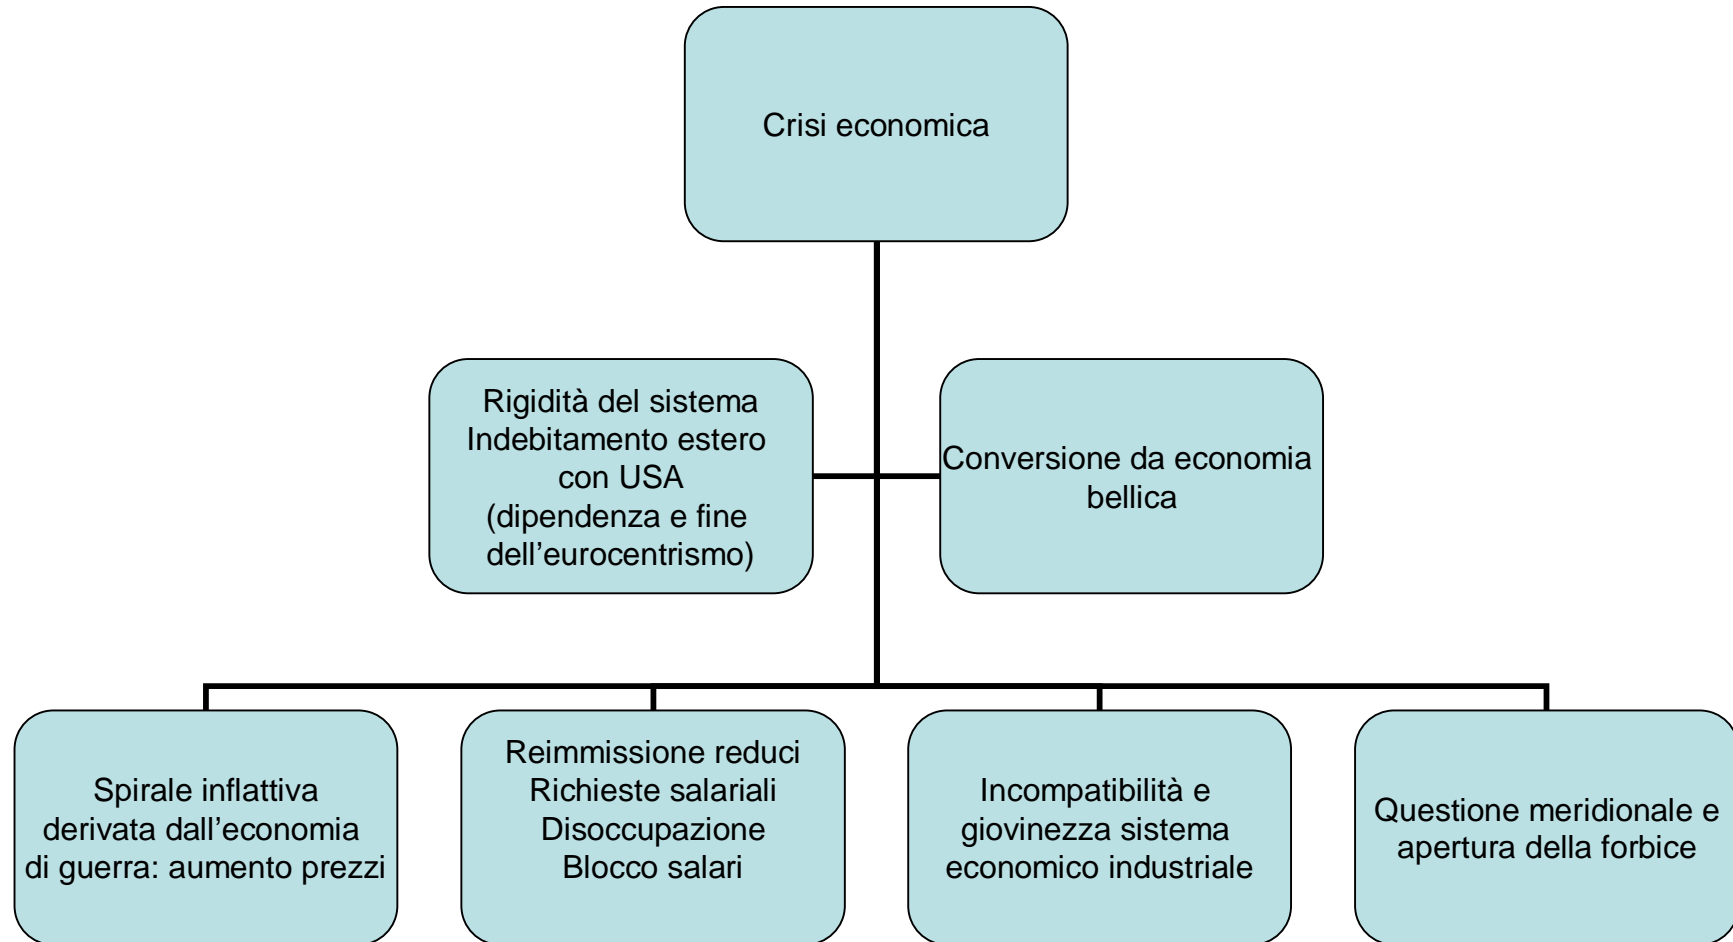 Crisi economica
Rigidità del sistema
Indebitamento estero
con USA
(dipendenza e fine
dell’eurocentrismo)
Conversione da economia
bellica
Spirale inflattiva
derivata dall’economia
di guerra: aumento prezzi
Reimmissione reduci
Richieste salariali
Disoccupazione
Blocco salari
Incompatibilità e
giovinezza sistema
economico industriale
Questione meridionale e
apertura della forbice